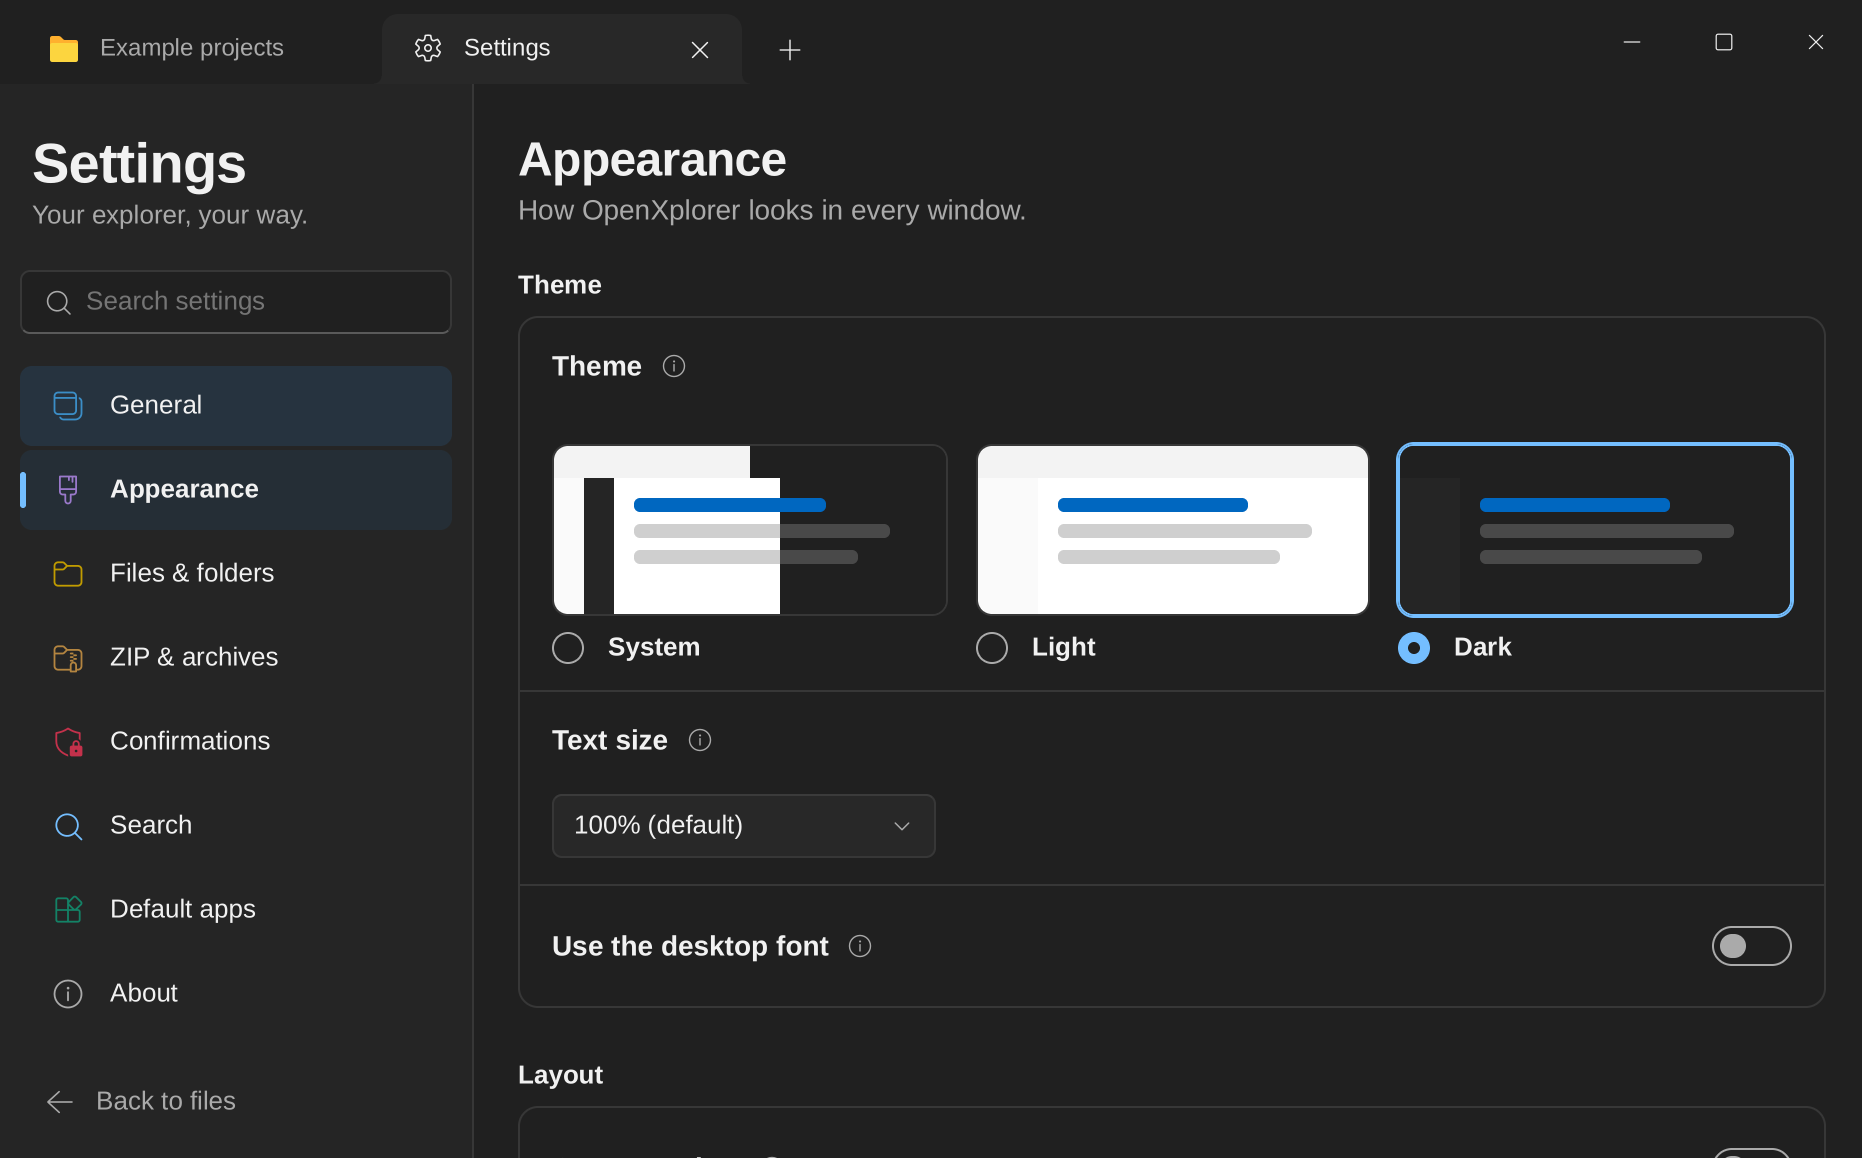 Example projects
Settings
Settings
Your explorer, your way.
Search settings
General
Appearance
Files & folders
ZIP & archives
Confirmations
Search
Default apps
About
Back to files
Appearance
How OpenXplorer looks in every window.
Theme
Theme
System
Light
Dark
Text size
100% (default)
Use the desktop font
Layout